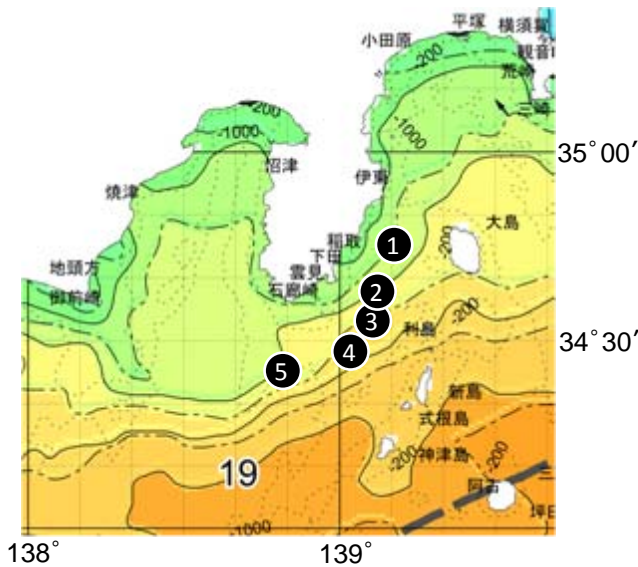 平塚
横須賀
小田原
-200
観音
荒崎
三崎
-200
-1000
-1000
35°00′
沼津
伊東
焼津
大島
稲取
1
-200
下田
地頭方
雲見
2
御前崎
石廊崎
3
利島
-200
34°30′
4
5
新島
式根島
19
-200
神津島
-200
阿古
三
坪田
-1000
138°
139°